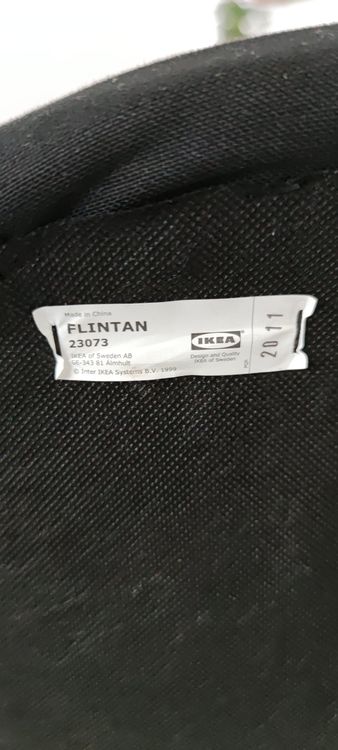 Made in China
FLINTAN
23073
IKEA of Sweden AB
SE-343 81 Älmhult
© Inter IKEA Systems B.V. 1999
IKEA
Design and Quality
IKEA of Sweden
2011